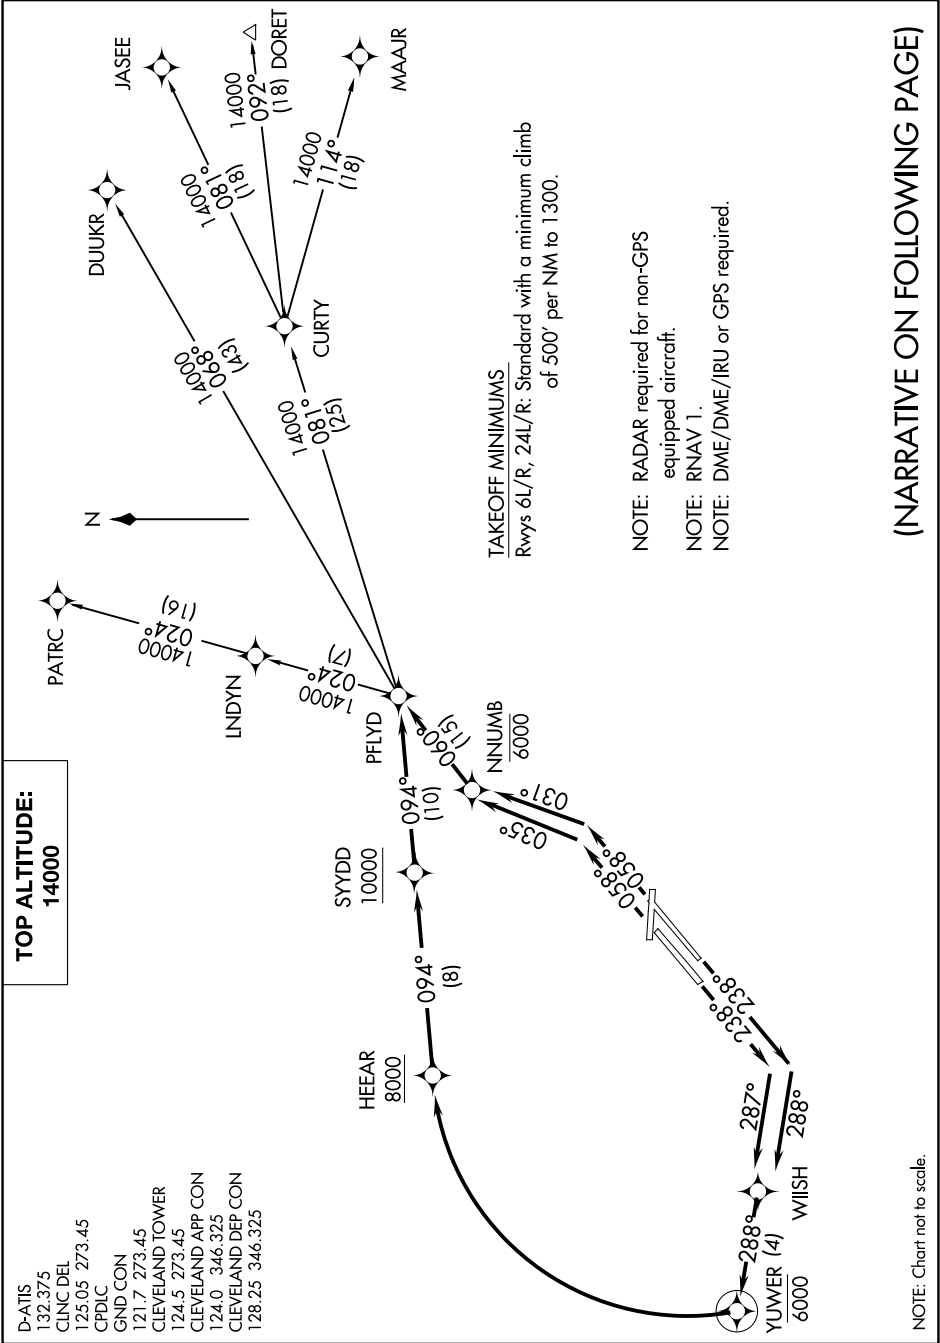 TOP ALTITUDE:
14000
D-ATIS
132.375
CLNC DEL
125.05 273.45
CPDLC
GND CON
121.7 273.45
CLEVELAND TOWER
124.5 273.45
CLEVELAND APP CON
124.0 346.325
CLEVELAND DEP CON
128.25 346.325
N
PATRC
14000
024°
(16)
LNDYN
14000
024°
(7)
PFLYD
DUUKR
14000
068°
(43)
JASEE
14000
081°
(18)
14000
092°
(18)
DORET
MAAJR
14000
114°
(18)
CURTY
14000
081°
(25)
SYYDD
10000
094°
(10)
HEEAR
8000
094°
(8)
NNUMB
6000
060°
(15)
035°
031°
058°
058°
238°
238°
287°
288°
WIISH
288°
(4)
YUWER
6000
TAKEOFF MINIMUMS
Rwys 6L/R, 24L/R: Standard with a minimum climb
of 500' per NM to 1300.
NOTE: RADAR required for non-GPS
equipped aircraft.
NOTE: RNAV 1.
NOTE: DME/DME/IRU or GPS required.
(NARRATIVE ON FOLLOWING PAGE)
NOTE: Chart not to scale.